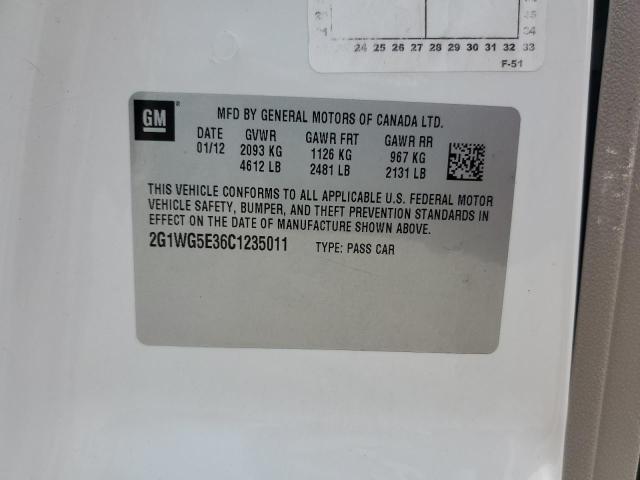 24 25 26 27 28 29 30 31 32 33
F-51
GM
MFD BY GENERAL MOTORS OF CANADA LTD.
DATE GVWR GAWR FRT GAWR RR
01/12 2093 KG 1126 KG 967 KG
4612 LB 2481 LB 2131 LB
THIS VEHICLE CONFORMS TO ALL APPLICABLE U.S. FEDERAL MOTOR
VEHICLE SAFETY, BUMPER, AND THEFT PREVENTION STANDARDS IN
EFFECT ON THE DATE OF MANUFACTURE SHOWN ABOVE.
2G1WG5E36C1235011 TYPE: PASS CAR